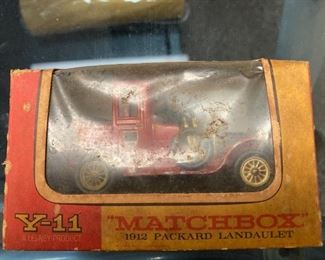 Y-11
A LESNEY PRODUCT
"MATCHBOX"
1912 PACKARD LANDAULET